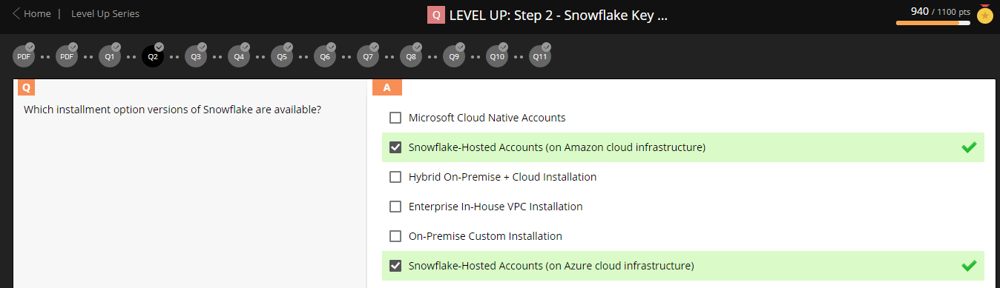 Home | Level Up Series
Q LEVEL UP: Step 2 - Snowflake Key ...
940 / 1100 pts
PDF PDF Q1 Q2 Q3 Q4 Q5 Q6 Q7 Q8 Q9 Q10 Q11
Q
Which installment option versions of Snowflake are available?
A
Microsoft Cloud Native Accounts
Snowflake-Hosted Accounts (on Amazon cloud infrastructure)
Hybrid On-Premise + Cloud Installation
Enterprise In-House VPC Installation
On-Premise Custom Installation
Snowflake-Hosted Accounts (on Azure cloud infrastructure)